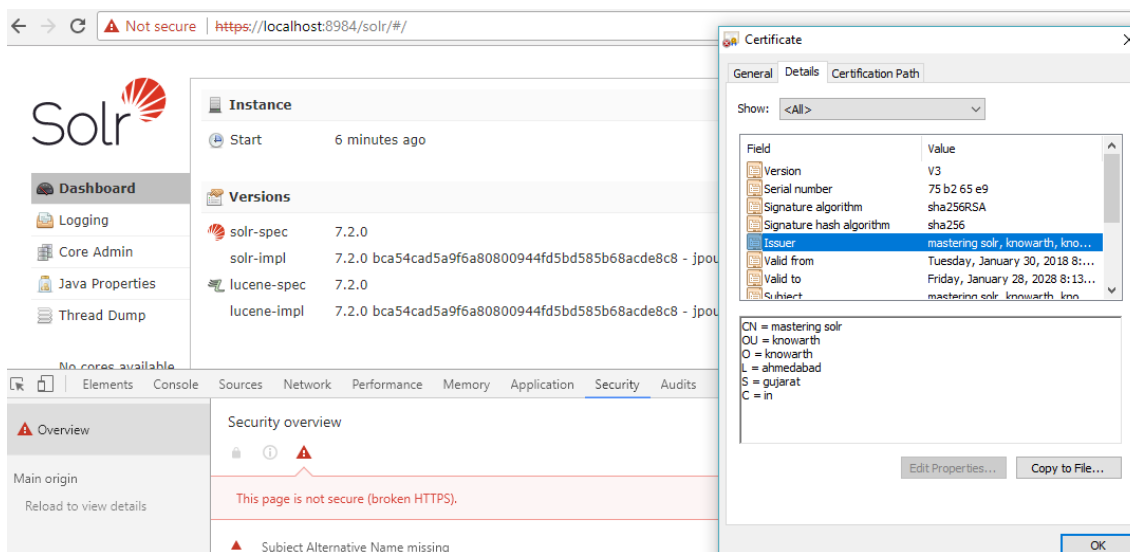 Not secure | https://localhost:8984/solr/#/
Solr
Dashboard
Logging
Core Admin
Java Properties
Thread Dump
No cores available
Instance
Start 6 minutes ago
Versions
solr-spec 7.2.0
solr-impl 7.2.0 bca54cad5a9f6a80800944fd5bd585b68acde8c8 - jpou
lucene-spec 7.2.0
lucene-impl 7.2.0 bca54cad5a9f6a80800944fd5bd585b68acde8c8 - jpou
Elements Console Sources Network Performance Memory Application Security Audits
Overview
Main origin
Reload to view details
Security overview
This page is not secure (broken HTTPS).
Subject Alternative Name missing
Certificate
General Details Certification Path
Show: <All>
Field Value
Version V3
Serial number 75 b2 65 e9
Signature algorithm sha256RSA
Signature hash algorithm sha256
Issuer mastering solr, knowarth, kno...
Valid from Tuesday, January 30, 2018 8:...
Valid to Friday, January 28, 2028 8:13...
Subject mastering solr, knowarth, kno...
CN = mastering solr
OU = knowarth
O = knowarth
L = ahmedabad
S = gujarat
C = in
Edit Properties... Copy to File...
OK